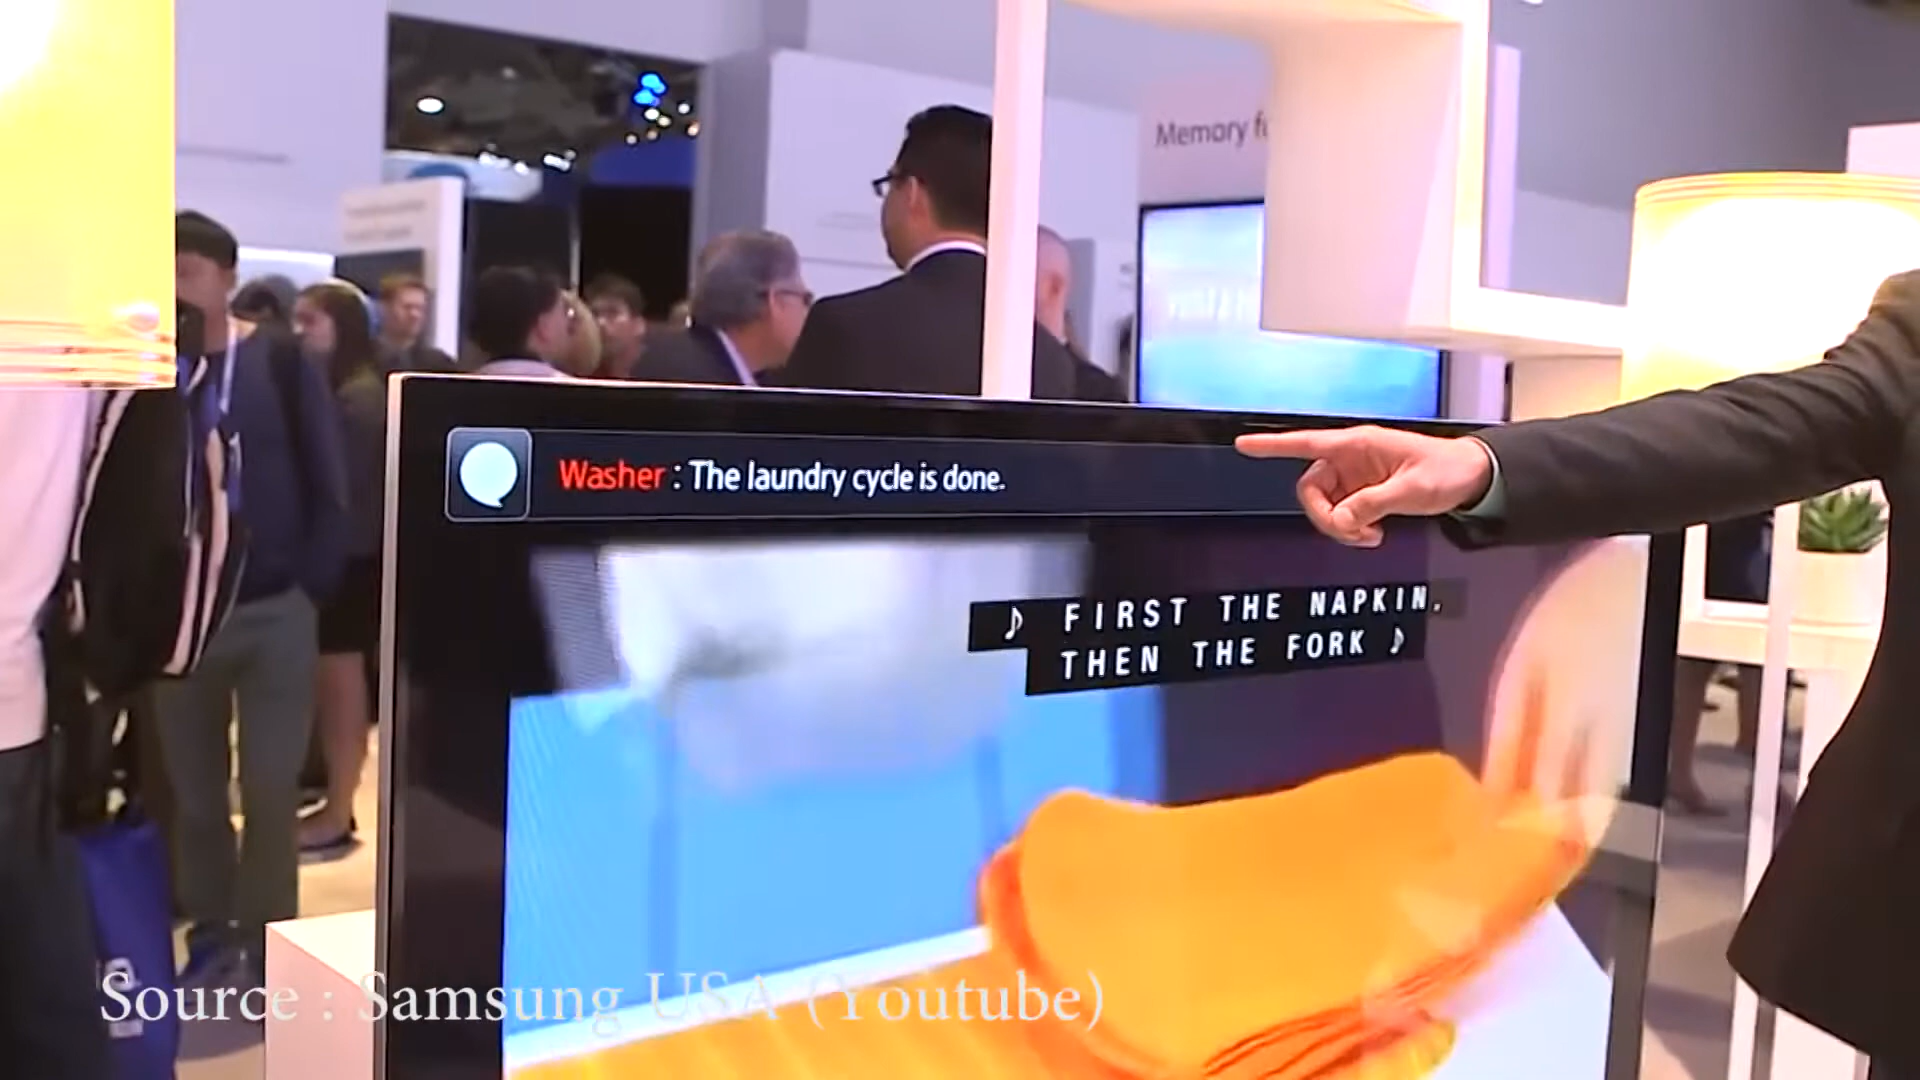 Memory
Washer : The laundry cycle is done.
♪ FIRST THE NAPKIN.
THEN THE FORK ♪
Source : Samsung USA (Youtube)